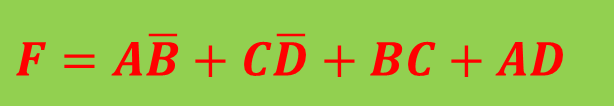 F = AB̅ + CD̅ + BC + AD